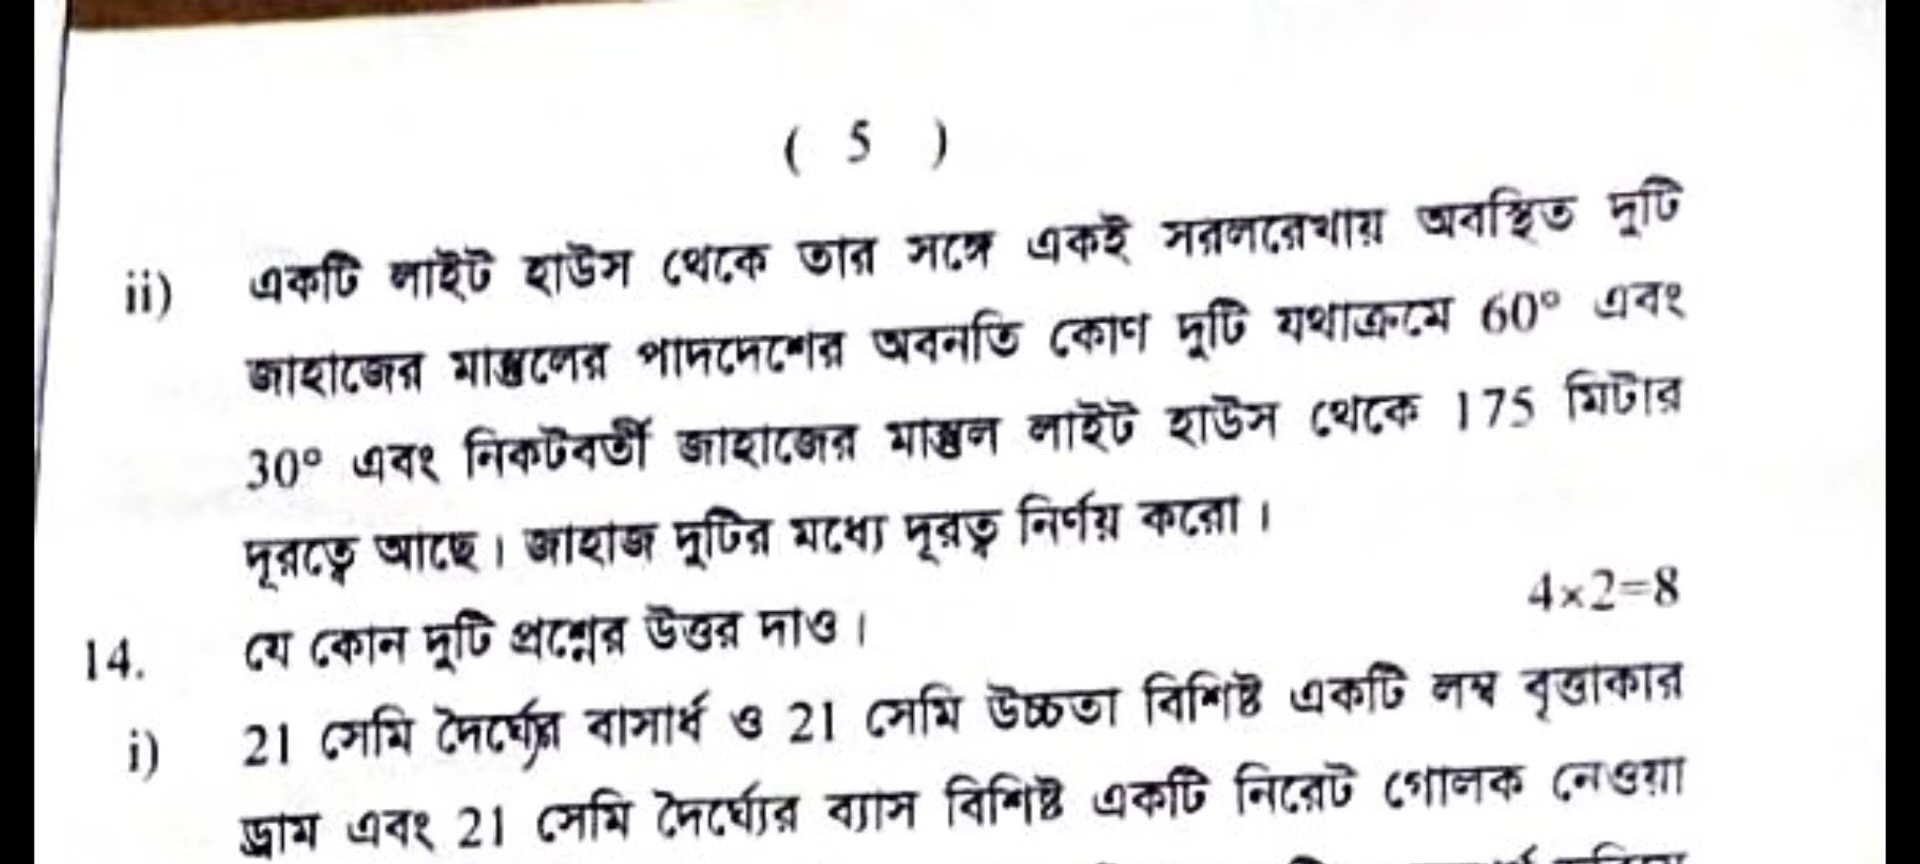 ( 5 )
ii) একটি লাইট হাউস থেকে তার সঙ্গে একই সরলরেখায় অবস্থিত দুটি
জাহাজের মাস্তুলের পাদদেশের অবনতি কোণ দুটি যথাক্রমে 60° এবং
30° এবং নিকটবর্তী জাহাজের মাস্তুল লাইট হাউস থেকে 175 মিটার
দূরত্বে আছে। জাহাজ দুটির মধ্যে দূরত্ব নির্ণয় করো।
14. যে কোন দুটি প্রশ্নের উত্তর দাও। 4×2=8
i) 21 সেমি দৈর্ঘ্যের বাসার্ধ ও 21 সেমি উচ্চতা বিশিষ্ট একটি লম্ব বৃত্তাকার
ড্রাম এবং 21 সেমি দৈর্ঘ্যের ব্যাস বিশিষ্ট একটি নিরেট গোলক নেওয়া